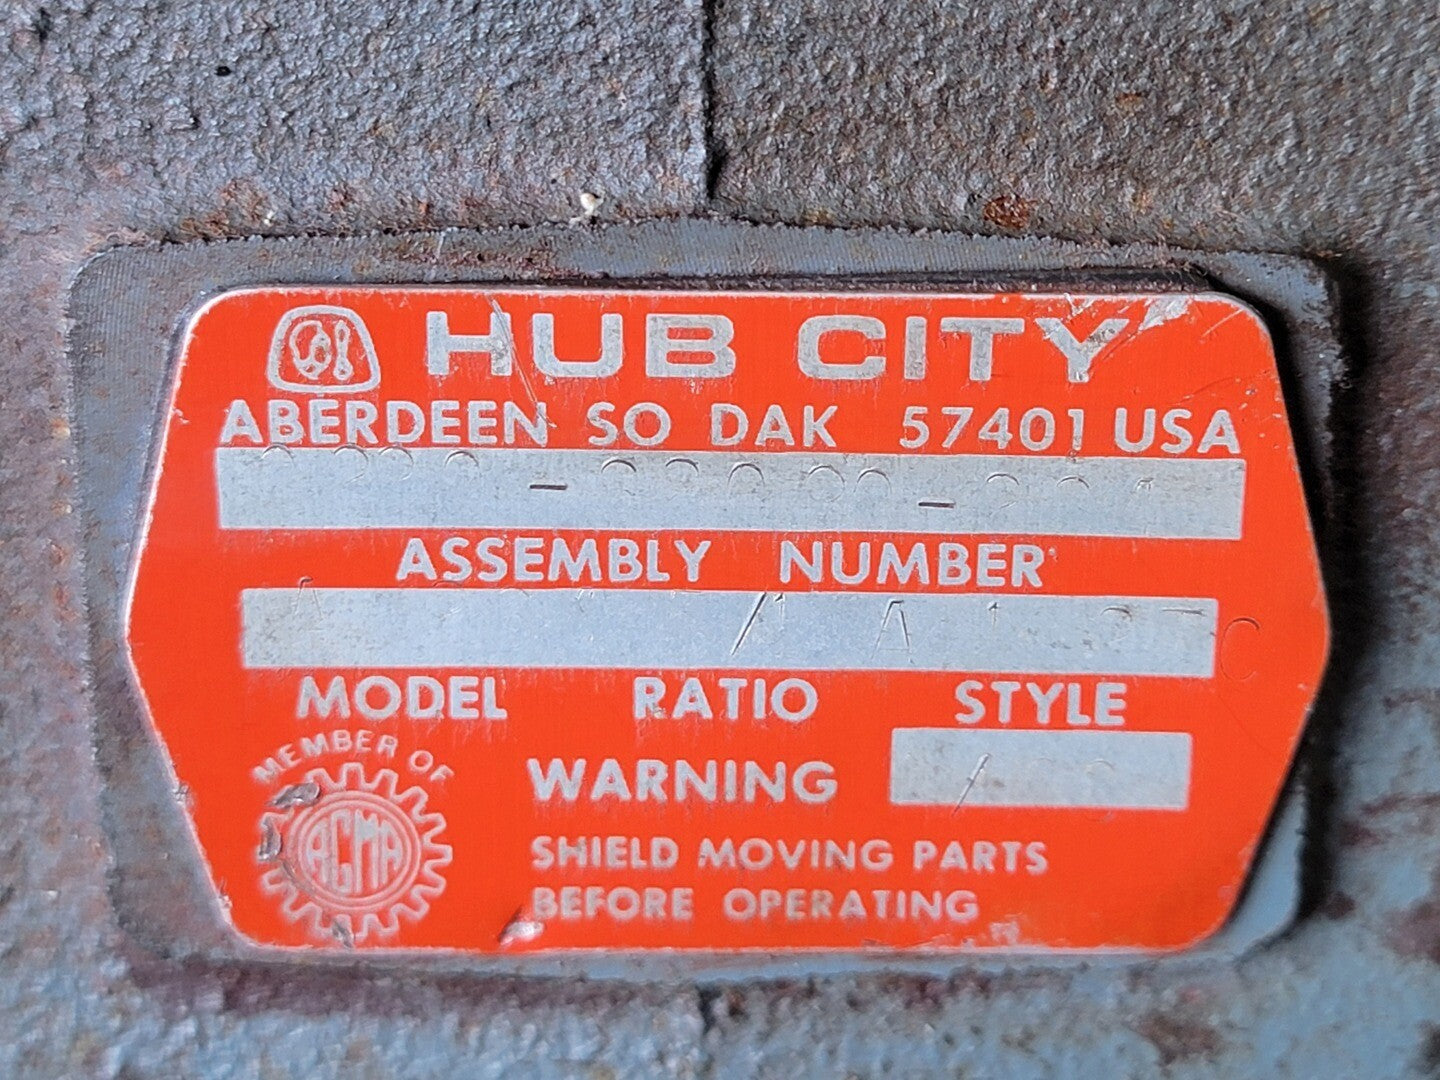 HUB CITY
ABERDEEN SO DAK 57401 USA
ASSEMBLY NUMBER
MODEL RATIO STYLE
MEMBER OF
AGMA
WARNING
SHIELD MOVING PARTS
BEFORE OPERATING